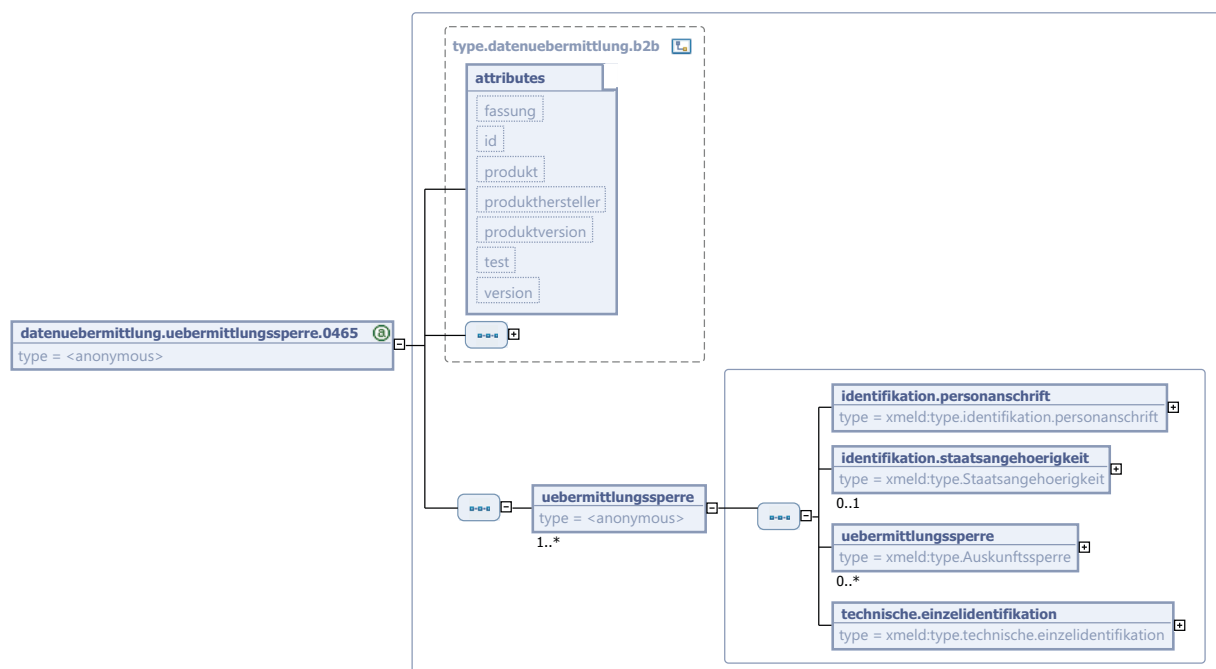 type.datenuebermittlung.b2b
attributes
fassung
id
produkt
produkthersteller
produktversion
test
version
datenuebermittlung.uebermittlungssperre.0465 a
type = <anonymous>
uebermittlungssperre
type = <anonymous>
1..*
identifikation.personanschrift
type = xmeld:type.identifikation.personanschrift
identifikation.staatsangehoerigkeit
type = xmeld:type.Staatsangehoerigkeit
0..1
uebermittlungssperre
type = xmeld:type.Auskunftssperre
0..*
technische.einzelidentifikation
type = xmeld:type.technische.einzelidentifikation